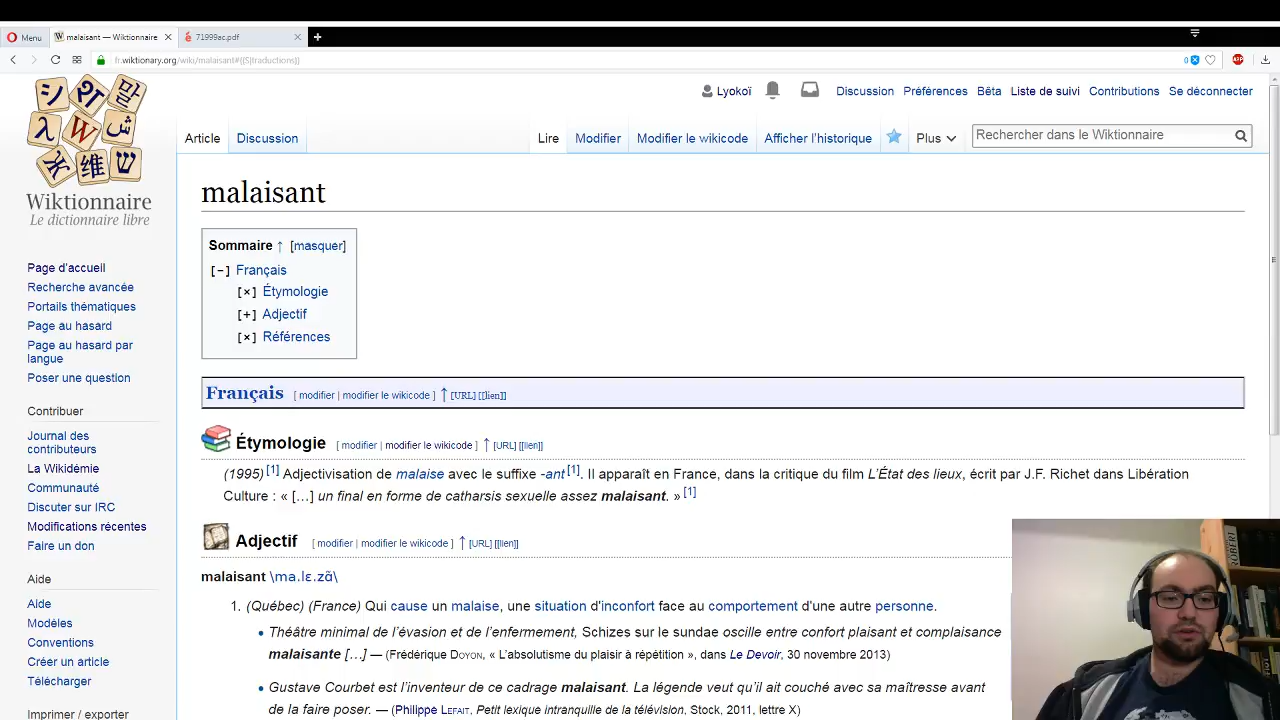 Menu
malaisant — Wiktionnaire
71999ac.pdf
fr.wiktionary.org/wiki/malaisant#{{S|traductions}}
0
ABP
Lyokoï
Discussion Préférences Bêta Liste de suivi Contributions Se déconnecter
Article Discussion
Lire Modifier Modifier le wikicode Afficher l'historique Plus
Rechercher dans le Wiktionnaire
W
维
Wiktionnaire
Le dictionnaire libre
Page d'accueil
Recherche avancée
Portails thématiques
Page au hasard
Page au hasard par
langue
Poser une question
Contribuer
Journal des
contributeurs
La Wikidémie
Communauté
Discuter sur IRC
Modifications récentes
Faire un don
Aide
Aide
Modèles
Conventions
Créer un article
Télécharger
Imprimer / exporter
malaisant
Sommaire ↑ [masquer]
[−] Français
[×] Étymologie
[+] Adjectif
[×] Références
Français [ modifier | modifier le wikicode ] ↑ [URL] [[lien]]
Étymologie [ modifier | modifier le wikicode ] ↑ [URL] [[lien]]
(1995)[1] Adjectivisation de malaise avec le suffixe -ant[1]. Il apparaît en France, dans la critique du film L'État des lieux, écrit par J.F. Richet dans Libération
Culture : « […] un final en forme de catharsis sexuelle assez malaisant. » [1]
Adjectif [ modifier | modifier le wikicode ] ↑ [URL] [[lien]]
malaisant \ma.lɛ.zɑ̃\
1. (Québec) (France) Qui cause un malaise, une situation d'inconfort face au comportement d'une autre personne.
• Théâtre minimal de l'évasion et de l'enfermement, Schizes sur le sundae oscille entre confort plaisant et complaisance
malaisante […] — (Frédérique Doyon, « L'absolutisme du plaisir à répétition », dans Le Devoir, 30 novembre 2013)
• Gustave Courbet est l'inventeur de ce cadrage malaisant. La légende veut qu'il ait couché avec sa maîtresse avant
de la faire poser. — (Philippe Lefait, Petit lexique intranquille de la télévision, Stock, 2011, lettre X)